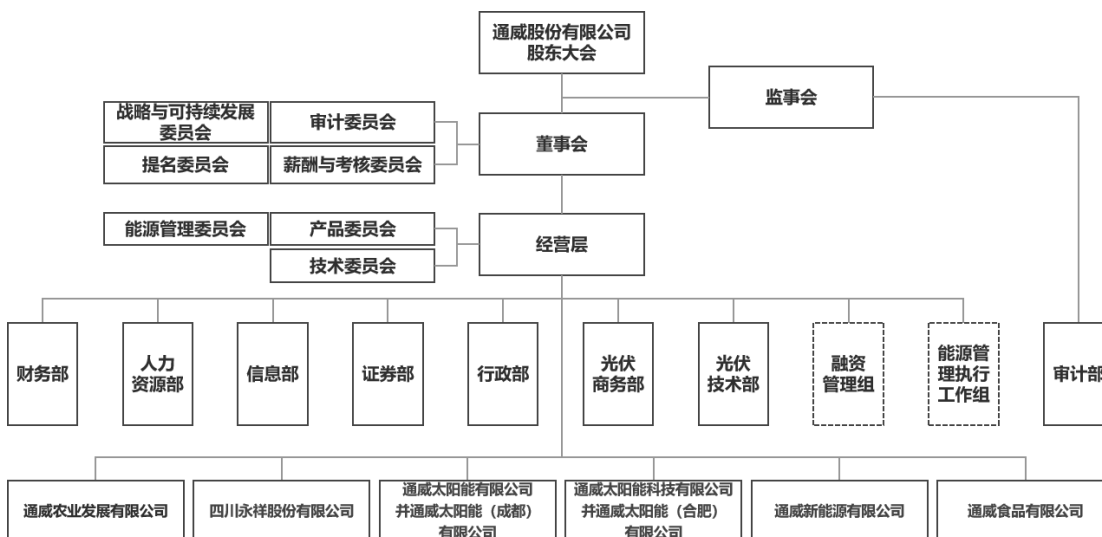 通威股份有限公司
股东大会
监事会
战略与可持续发展
委员会
审计委员会
董事会
提名委员会
薪酬与考核委员会
能源管理委员会
产品委员会
经营层
技术委员会
财务部
人力
资源部
信息部
证券部
行政部
光伏
商务部
光伏
技术部
融资
管理组
能源管
理执行
工作组
审计部
通威农业发展有限公司
四川永祥股份有限公司
通威太阳能有限公司
并通威太阳能（成都）
有限公司
通威太阳能科技有限公司
并通威太阳能（合肥）
有限公司
通威新能源有限公司
通威食品有限公司